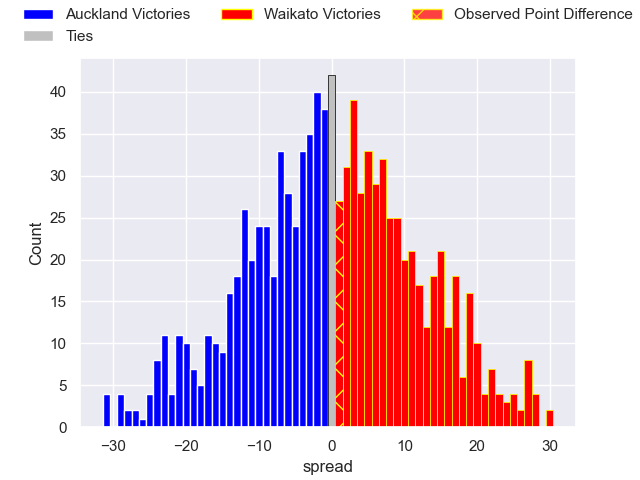 Auckland Victories
Waikato Victories
Observed Point Difference
Ties
40
35
30
25
20
15
10
5
0
Count
−30
−20
−10
0
10
20
30
spread